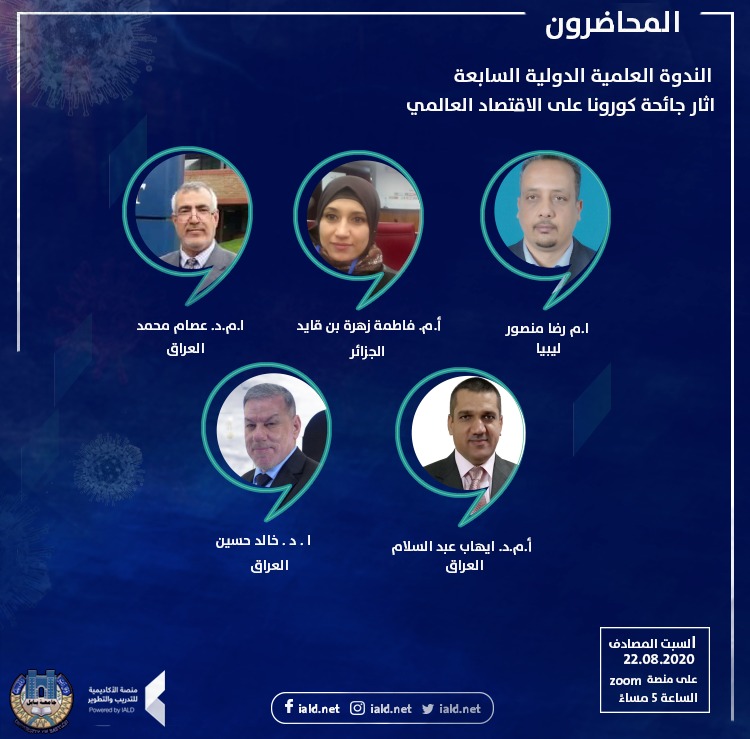 المحاضرون
الندوة العلمية الدولية السابعة
اثار جائحة كورونا على الاقتصاد العالمي
ا.م رضا منصور
ليبيا
أ.م. فاطمة زهرة بن قايد
الجزائر
ا.م.د. عصام محمد
العراق
أ.م.د. ايهاب عبد السلام
العراق
ا . د . خالد حسين
العراق
السبت المصادف
22.08.2020
على منصة zoom
الساعة 5 مساءً
iald.net iald.net iald.net
منصة الأكاديمية
للتدريب والتطوير
Powered by IALD
جامعة بابل